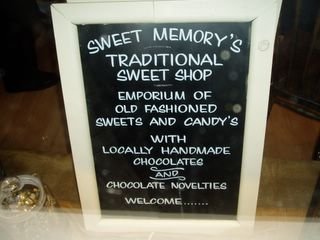 SWEET MEMORY'S
TRADITIONAL
SWEET SHOP
EMPORIUM OF
OLD FASHIONED
SWEETS AND CANDY'S
WITH
LOCALLY HANDMADE
CHOCOLATES
AND
CHOCOLATE NOVELTIES
WELCOME.......